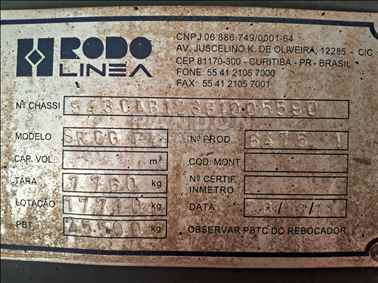 RODO
LINEA
CNPJ 06.886.749/0001-64
AV. JUSCELINO K. DE OLIVEIRA, 12285 - CIC
CEP 81170-300 - CURITIBA - PR - BRASIL
FONE: 55 41 2105 7000
FAX: 55 41 2105 7001
Nº CHASSI
MODELO Nº PROD.
CAP. VOL. m³ COD. MONT.
TARA 7760 kg Nº CERTIF. INMETRO
LOTAÇÃO kg DATA
PBT kg OBSERVAR PBTC DO REBOCADOR